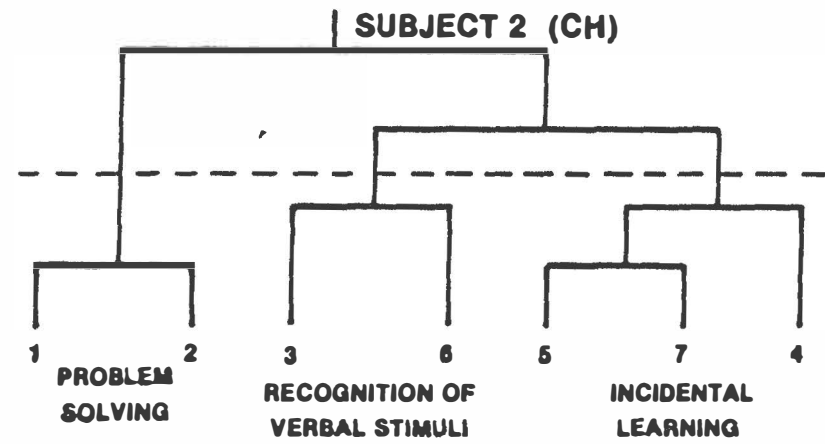 SUBJECT 2 (CH)
1 2 3 6 5 7 4
PROBLEM
SOLVING
RECOGNITION OF
VERBAL STIMULI
INCIDENTAL
LEARNING